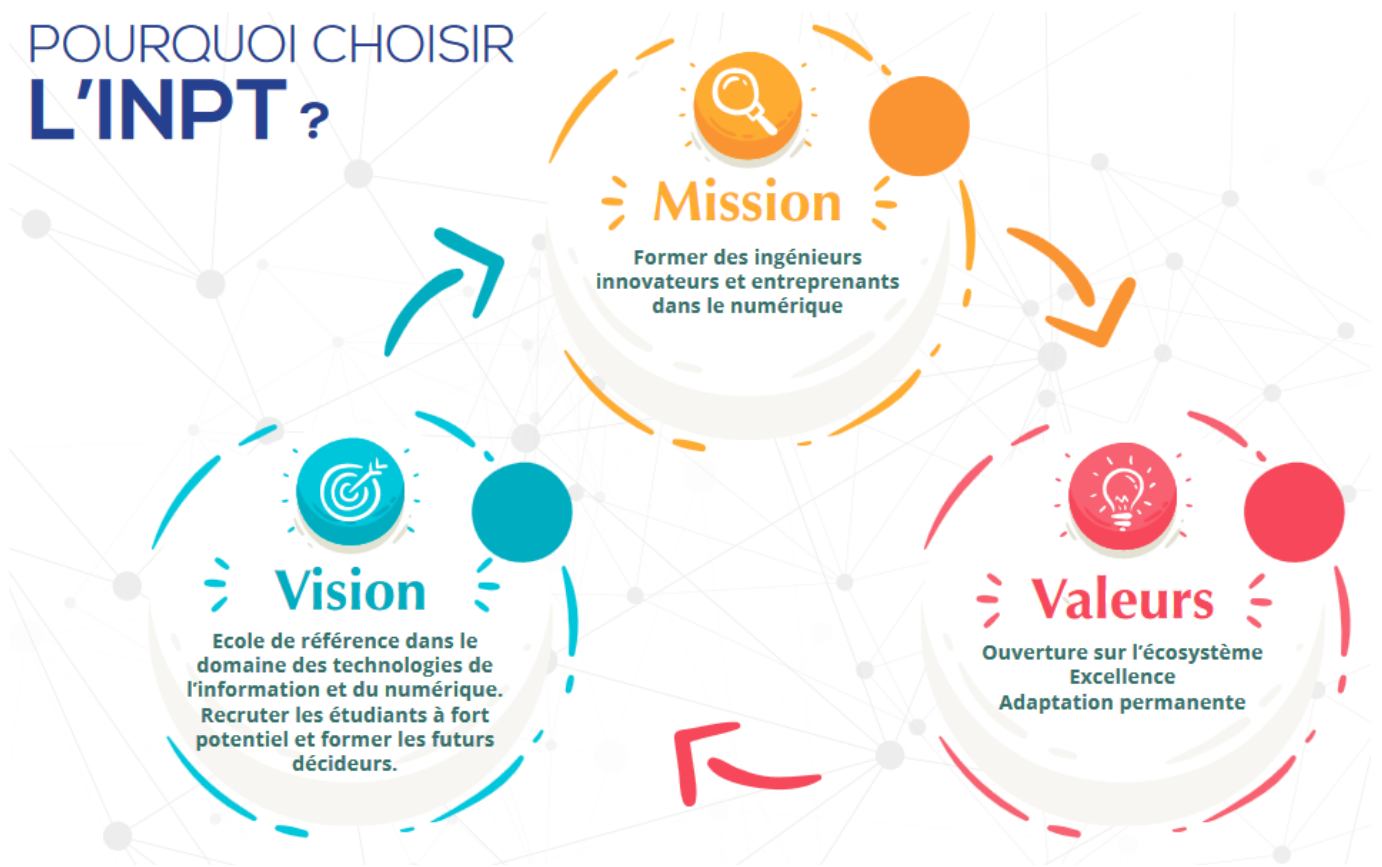 POURQUOI CHOISIR
L'INPT ?
Mission
Former des ingénieurs
innovateurs et entreprenants
dans le numérique
Vision
Ecole de référence dans le
domaine des technologies de
l'information et du numérique.
Recruter les étudiants à fort
potentiel et former les futurs
décideurs.
Valeurs
Ouverture sur l'écosystème
Excellence
Adaptation permanente